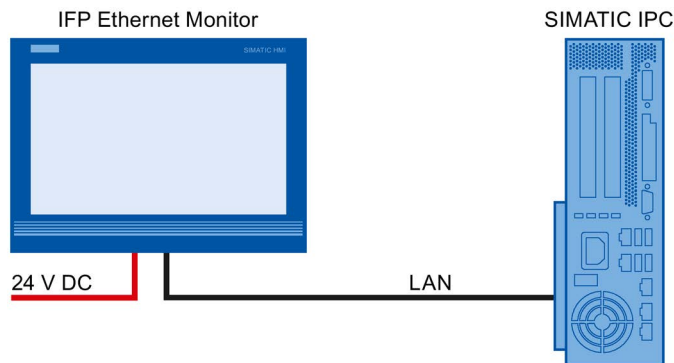 IFP Ethernet Monitor
SIMATIC IPC
SIMATIC HMI
24 V DC
LAN